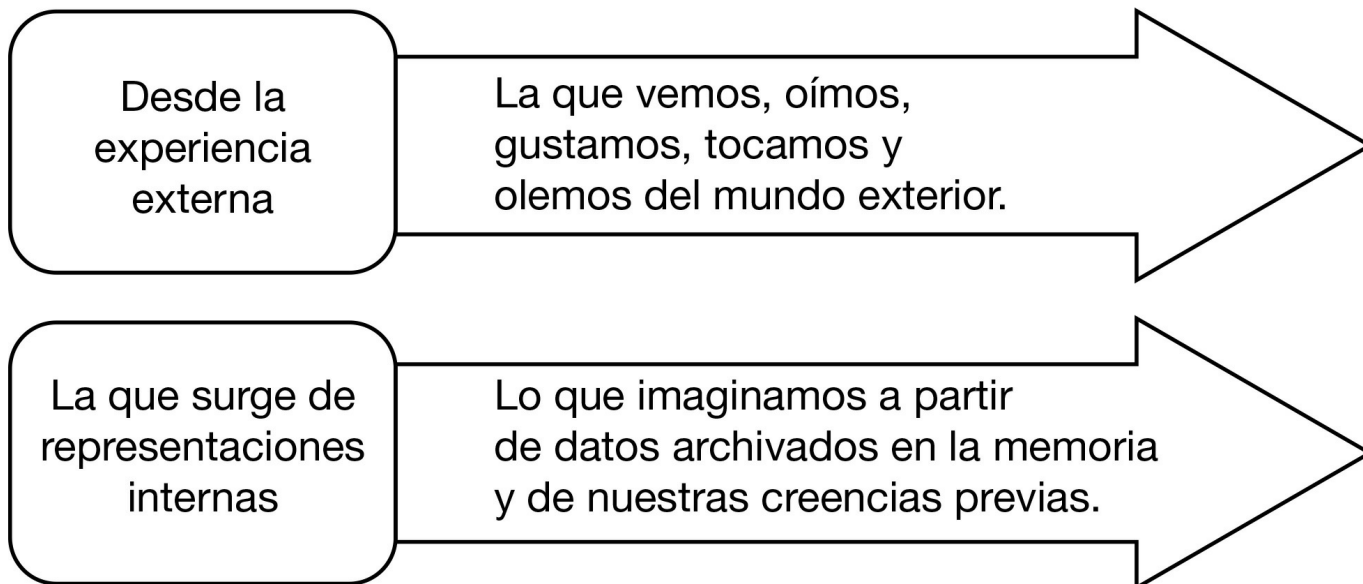 Desde la
experiencia
externa
La que vemos, oímos,
gustamos, tocamos y
olemos del mundo exterior.
La que surge de
representaciones
internas
Lo que imaginamos a partir
de datos archivados en la memoria
y de nuestras creencias previas.